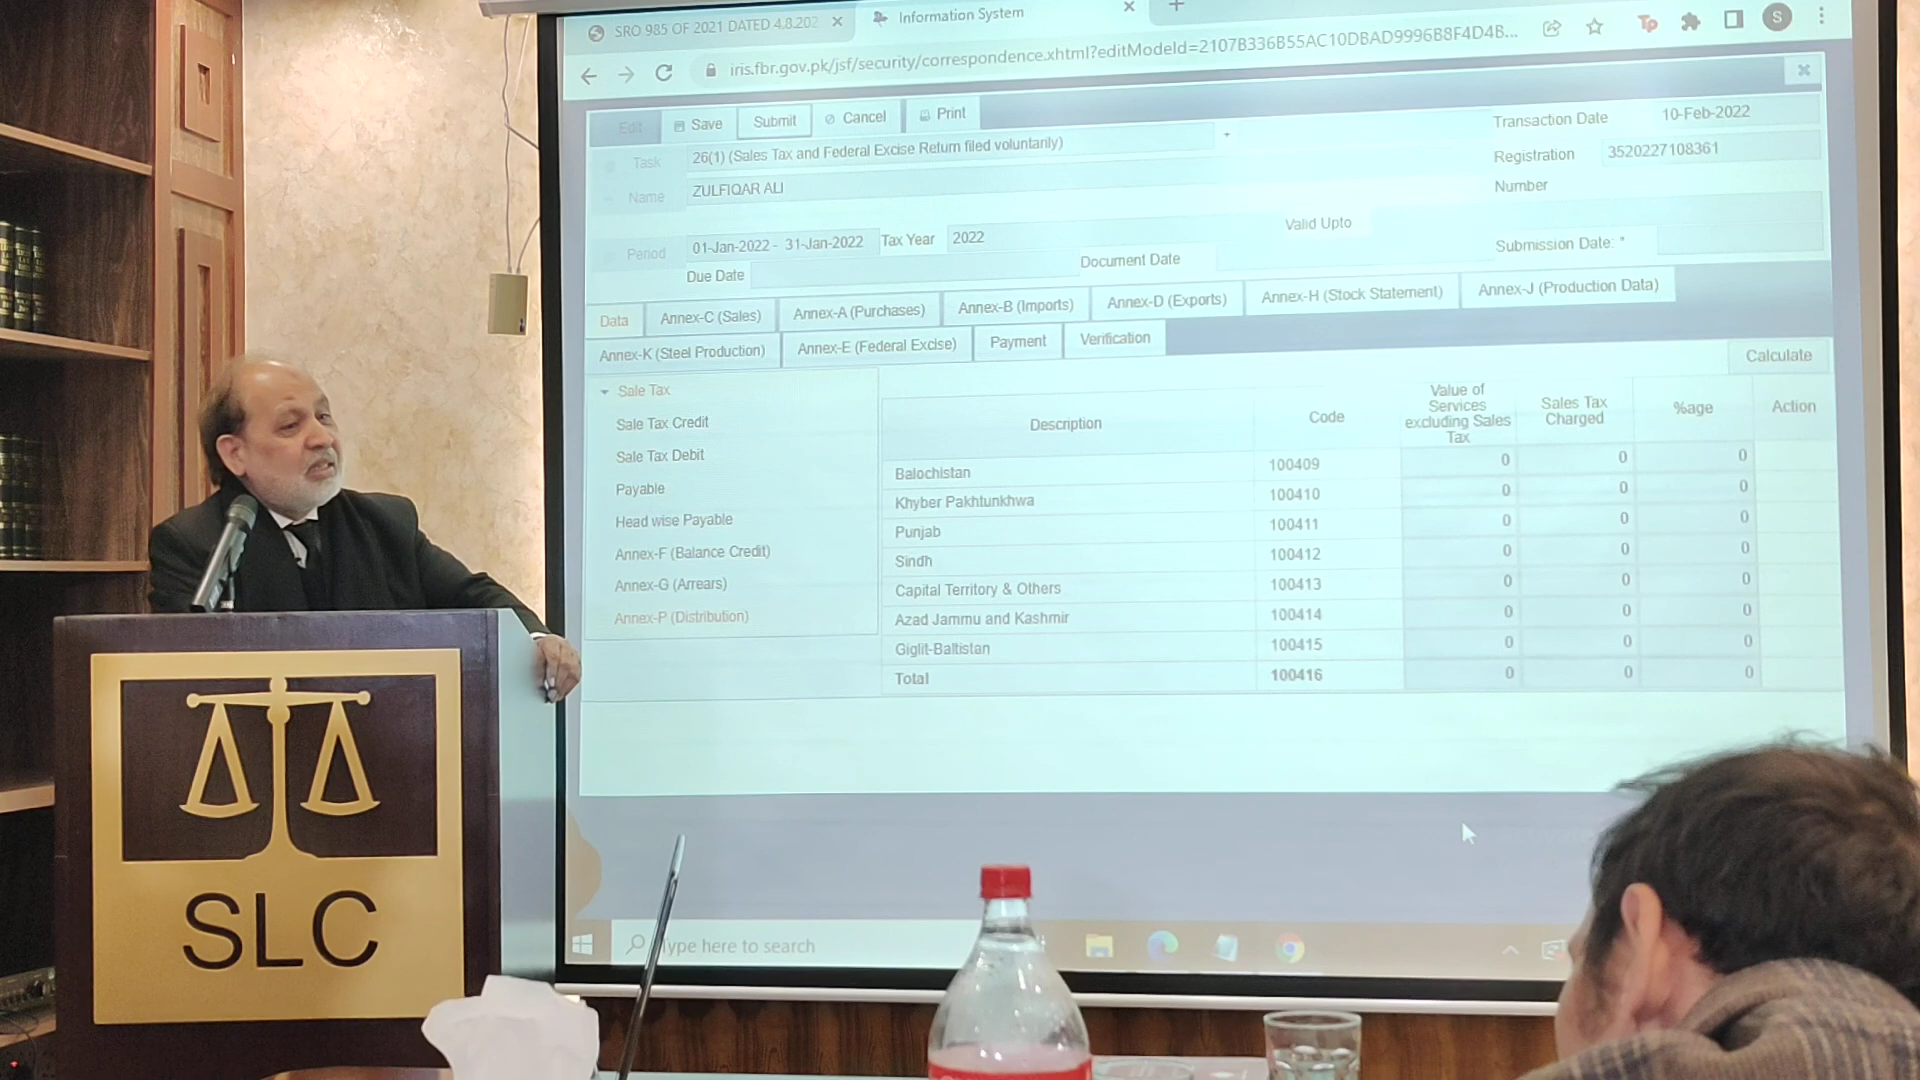 SRO 985 OF 2021 DATED 4.8.202
Information System
iris.fbr.gov.pk/jsf/security/correspondence.xhtml?editModeId=2107B336B55AC10DBAD9996B8F4D4B...
S
Edit Save Submit Cancel Print
Transaction Date 10-Feb-2022
Task 26(1) (Sales Tax and Federal Excise Return filed voluntarily)
Registration Number 3520227108361
Name ZULFIQAR ALI
Valid Upto
Period 01-Jan-2022 - 31-Jan-2022 Tax Year 2022
Submission Date: *
Due Date Document Date
Data Annex-C (Sales) Annex-A (Purchases) Annex-B (Imports) Annex-D (Exports) Annex-H (Stock Statement) Annex-J (Production Data)
Annex-K (Steel Production) Annex-E (Federal Excise) Payment Verification
Calculate
Sale Tax
Sale Tax Credit
Sale Tax Debit
Payable
Head wise Payable
Annex-F (Balance Credit)
Annex-G (Arrears)
Annex-P (Distribution)
Description Code Value of Services excluding Sales Tax Sales Tax Charged %age Action
Balochistan 100409 0 0 0
Khyber Pakhtunkhwa 100410 0 0 0
Punjab 100411 0 0 0
Sindh 100412 0 0 0
Capital Territory & Others 100413 0 0 0
Azad Jammu and Kashmir 100414 0 0 0
Giglit-Baltistan 100415 0 0 0
Total 100416 0 0 0
Type here to search
SLC